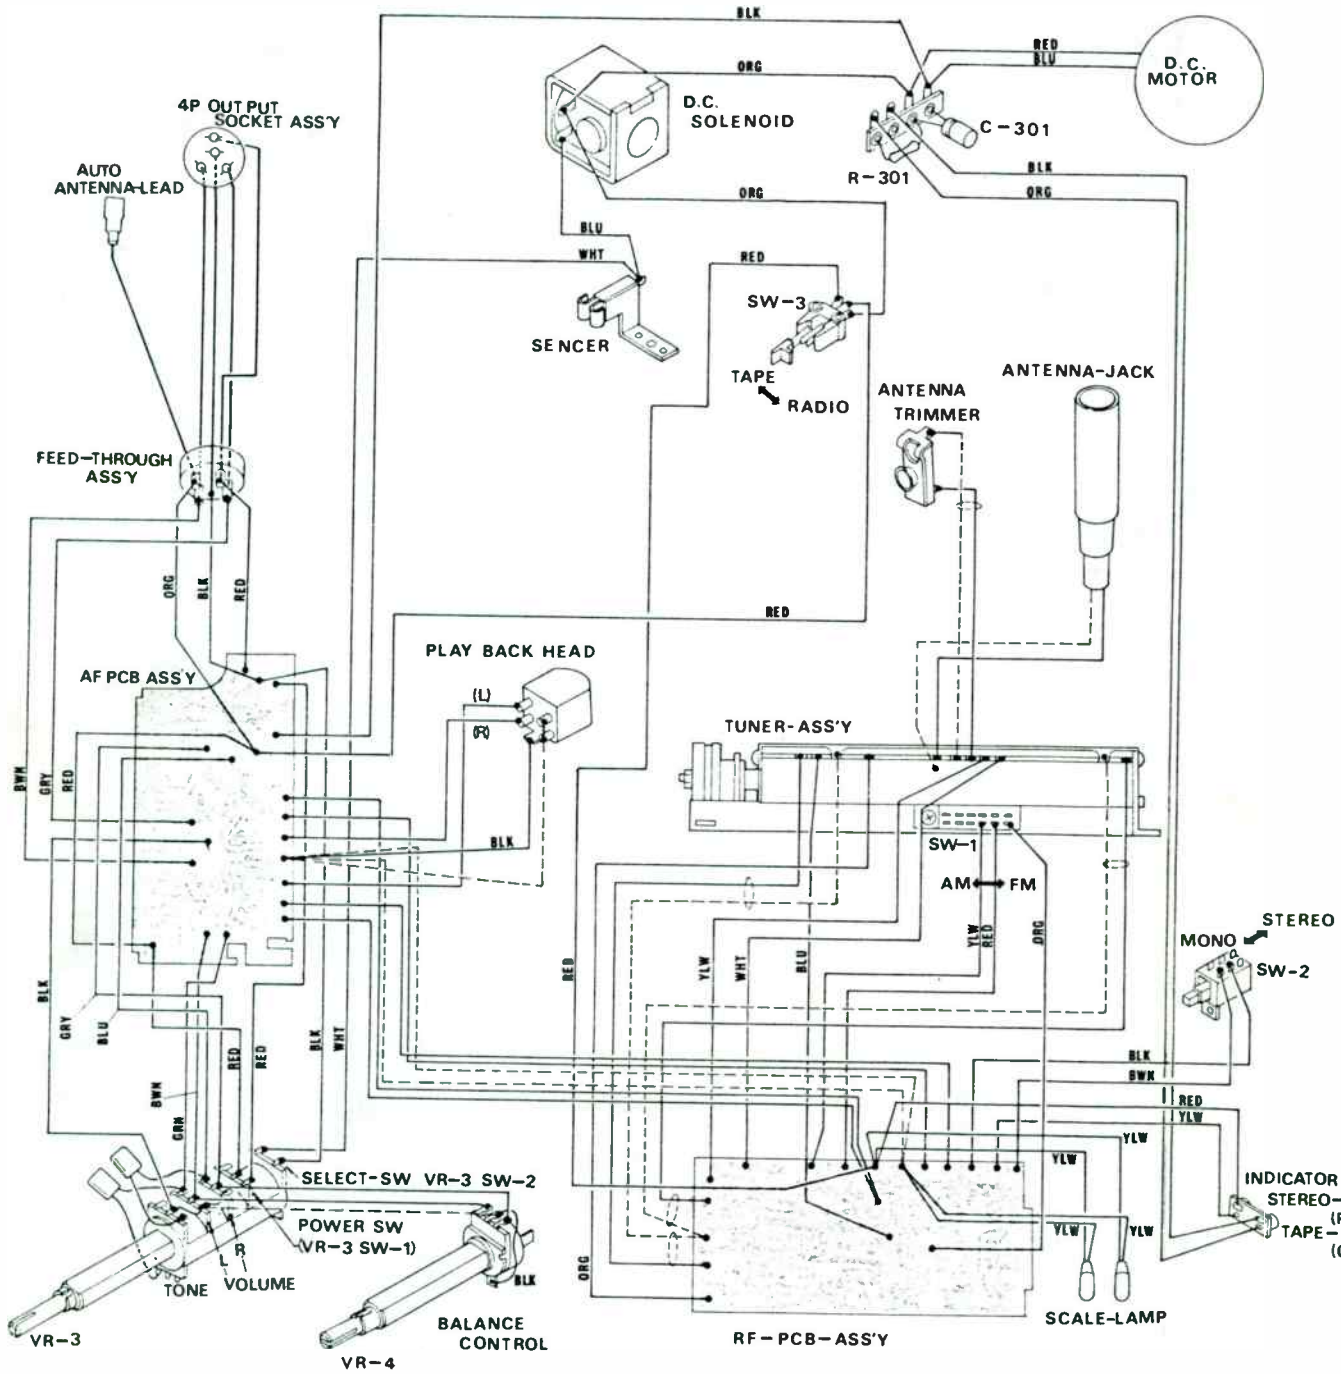 BLK
RED
BLU
D.C.
MOTOR
ORG
D.C.
SOLENOID
4P OUTPUT
SOCKET ASS'Y
C-301
R-301
BLK
ORG
AUTO
ANTENNA-LEAD
ORG
BLU
WHT
RED
SW-3
SENCER
TAPE
RADIO
ANTENNA-JACK
ANTENNA
TRIMMER
FEED-THROUGH
ASS'Y
ORG
BLK
RED
RED
PLAY BACK HEAD
AF PCB ASS'Y
(L)
(R)
TUNER-ASS'Y
BWN
GRY
RED
BLK
SW-1
AM
FM
YLW
RED
ORG
STEREO
MONO
SW-2
RED
YLW
WHT
BLU
BLK
GRY
BLU
RED
RED
BLK
WHT
BLK
BWK
BWN
GRN
RED
YLW
YLW
YLW
SELECT-SW VR-3 SW-2
INDICATOR
STEREO-
TAPE-
POWER SW
(VR-3 SW-1)
YLW
YLW
R
L
VOLUME
TONE
BLK
ORG
SCALE-LAMP
BALANCE
CONTROL
RF-PCB-ASS'Y
VR-3
VR-4